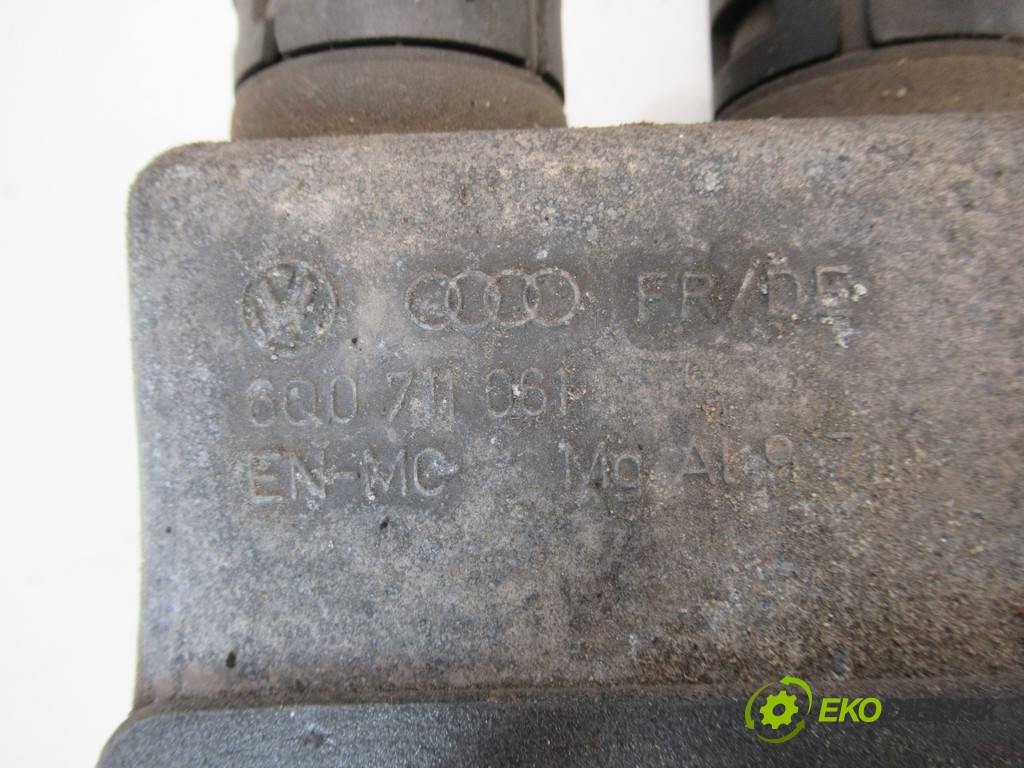 FR/DE
6Q0 711 061
EN-MC Mg Al 9
EKO